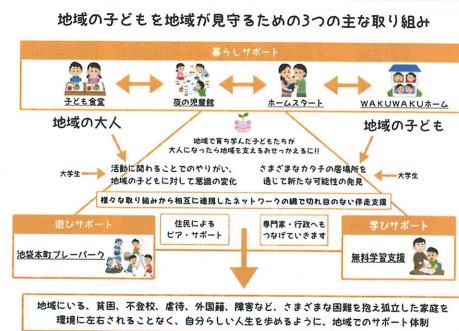 地域の子どもを地域が見守るための3つの主な取り組み
暮らしサポート
子ども食堂
夜の児童館
ホームスタート
WAKUWAKUホーム
地域の大人
地域の子ども
地域で育ち学んだ子どもたちが
大人になったら地域を支えるおせっかえるに!!
大学生
活動に関わることでのやりがい、
地域の子どもに対して意識の変化
さまざまなカタチの居場所を
通じて新たな可能性の発見
大学生
様々な取り組みから相互に連携したネットワークの網で切れ目のない伴走支援
遊びサポート
池袋本町プレーパーク
住民による
ピア・サポート
専門家・行政へも
つなげていきます
学びサポート
無料学習支援
地域にいる、貧困、不登校、虐待、外国籍、障害など、さまざまな困難を抱え孤立した家庭を
環境に左右されることなく、自分らしい人生を歩めるように、地域でのサポート体制